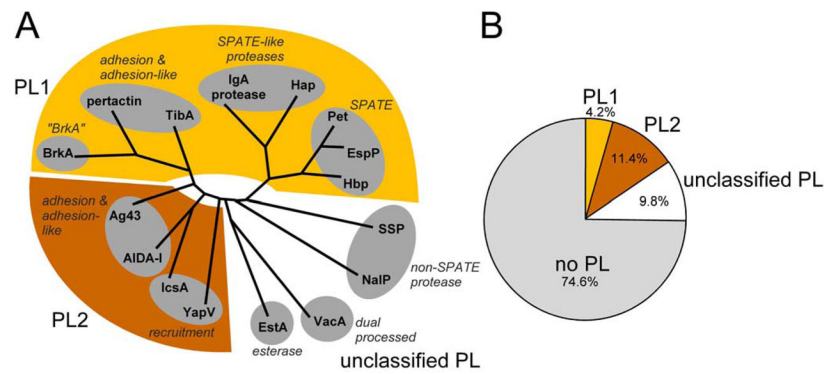 A
PL1
adhesion &
adhesion-like
pertactin
TibA
"BrkA"
BrkA
SPATE-like
proteases
IgA
protease
Hap
SPATE
Pet
EspP
Hbp
adhesion &
adhesion-
like
Ag43
AIDA-I
IcsA
YapV
PL2
recruitment
SSP
NalP
non-SPATE
protease
EstA
esterase
VacA
dual
processed
unclassified PL
B
PL1
4.2%
PL2
11.4%
unclassified PL
9.8%
no PL
74.6%